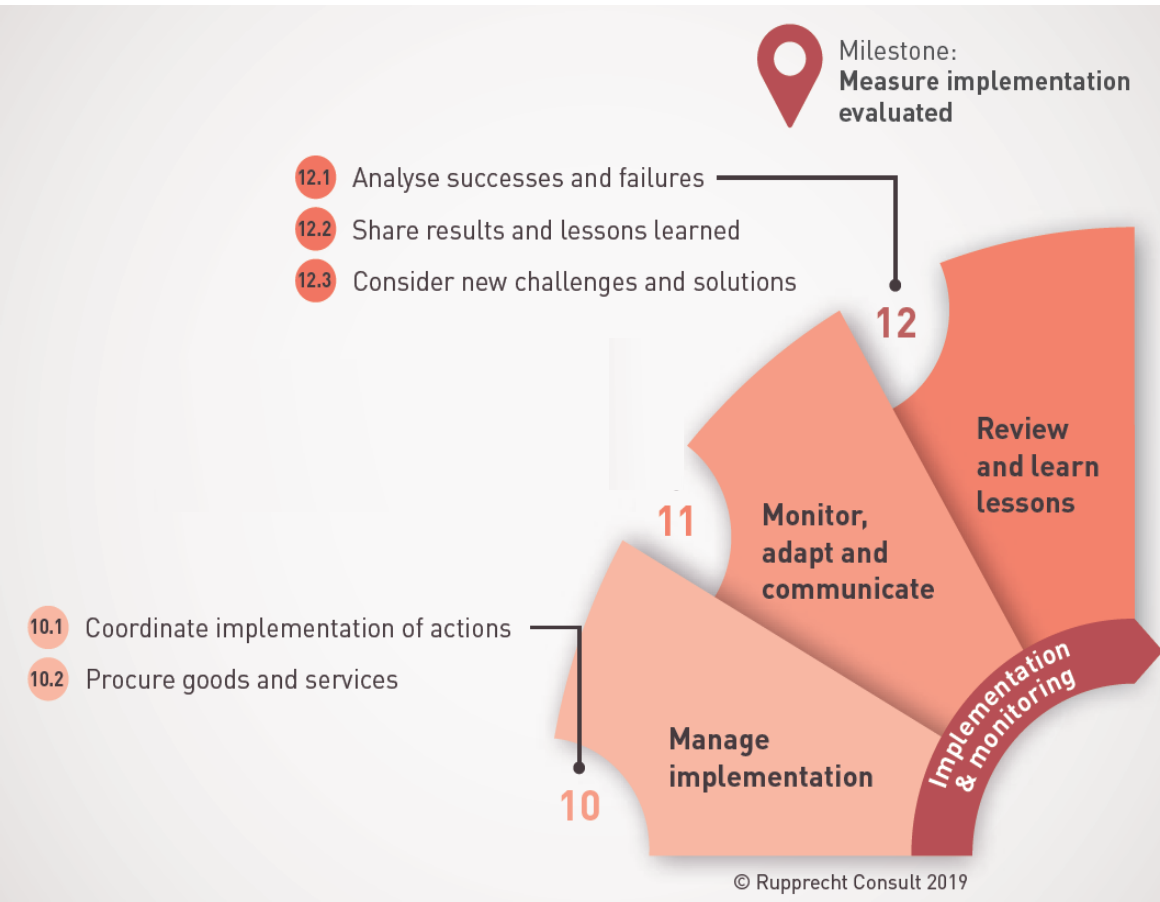 Milestone:
Measure implementation
evaluated
12.1 Analyse successes and failures
12.2 Share results and lessons learned
12.3 Consider new challenges and solutions
12
Review
and learn
lessons
11
Monitor,
adapt and
communicate
10.1 Coordinate implementation of actions
10.2 Procure goods and services
10
Manage
implementation
Implementation
& monitoring
© Rupprecht Consult 2019